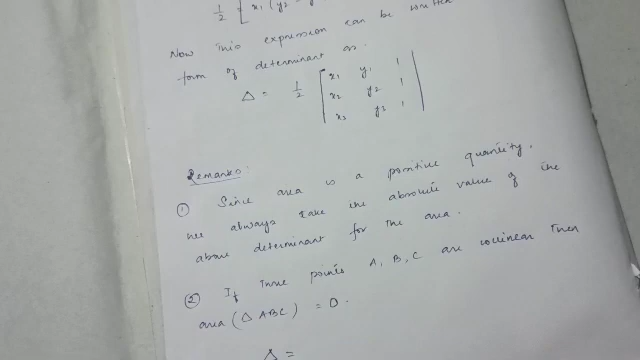 1/2 [ x1 (y2 - y
Now this expression can be written
form of determinant as.
Δ = 1/2 | x1 y1 1
x2 y2 1
x3 y3 1 |
Remarks:
① Since area is a positive quantity,
we always take the absolute value of the
above determinant for the area.
② If three points A, B, C are collinear then
area (Δ ABC) = 0.
Δ =